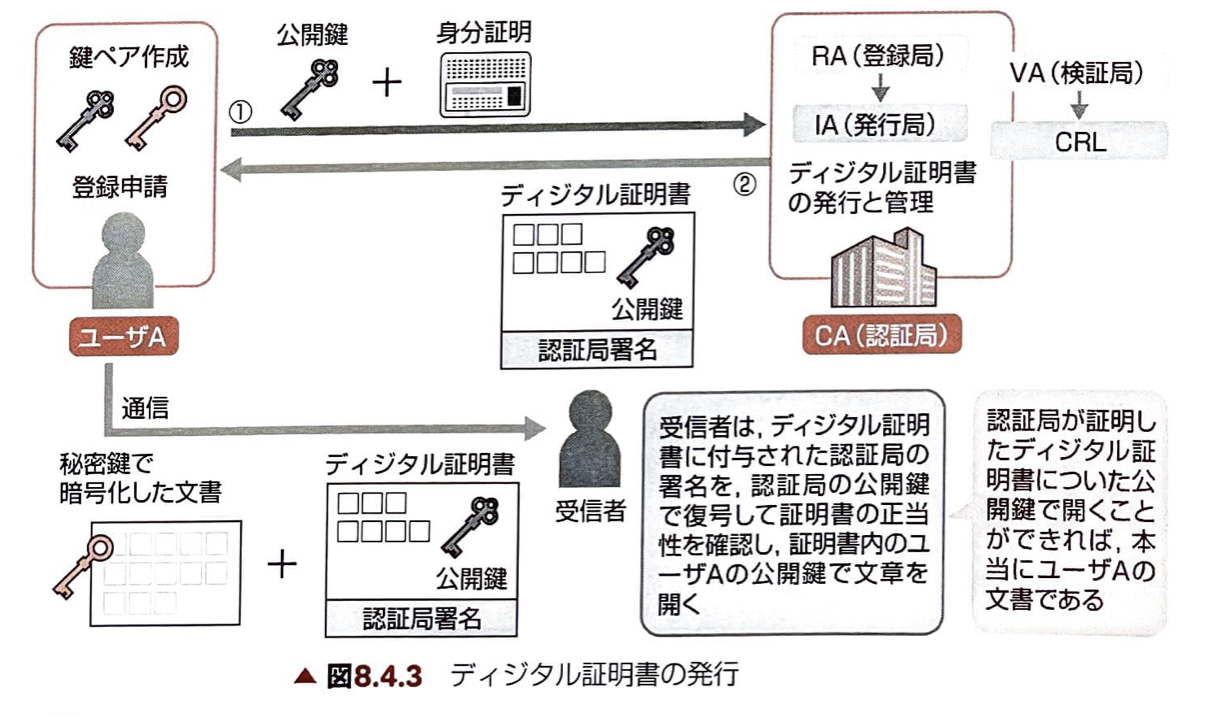 鍵ペア作成
登録申請
ユーザA
①
公開鍵
+
身分証明
②
ディジタル証明書
公開鍵
認証局署名
RA(登録局)
IA(発行局)
ディジタル証明書
の発行と管理
CA(認証局)
VA(検証局)
CRL
通信
秘密鍵で
暗号化した文書
+
ディジタル証明書
公開鍵
認証局署名
受信者
受信者は,ディジタル証明
書に付与された認証局の
署名を,認証局の公開鍵
で復号して証明書の正当
性を確認し,証明書内のユ
ーザAの公開鍵で文章を
開く
認証局が証明し
たディジタル証
明書についた公
開鍵で開くこと
ができれば,本
当にユーザAの
文書である
▲ 図8.4.3 ディジタル証明書の発行